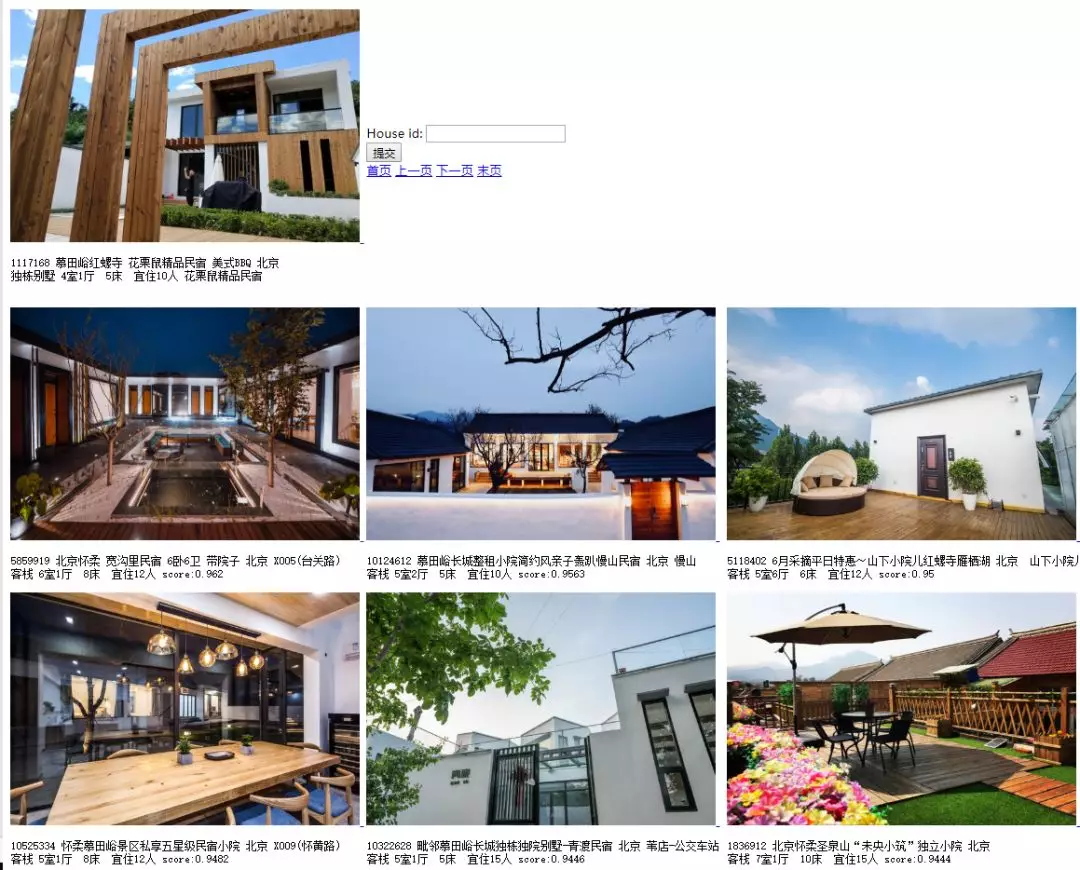 House id:
提交
首页 上一页 下一页 末页
1117168 慕田峪红螺寺 花栗鼠精品民宿 美式BBQ 北京
独栋别墅 4室1厅 5床 宜住10人 花栗鼠精品民宿
5859919 北京怀柔 宽沟里民宿 6卧6卫 带院子 北京 X005(台关路)
客栈 6室1厅 8床 宜住12人 score:0.962
10124612 慕田峪长城整租小院简约风亲子轰趴慢山民宿 北京 慢山
客栈 5室2厅 5床 宜住10人 score:0.9563
5118402 6月采摘平日特惠～山下小院儿红螺寺雁栖湖 北京 山下小院儿
客栈 5室6厅 6床 宜住12人 score:0.95
10525334 怀柔慕田峪景区私享五星级民宿小院 北京 X009(怀黄路)
客栈 5室1厅 8床 宜住12人 score:0.9482
10322628 毗邻慕田峪长城独栋独院别墅-青渡民宿 北京 苇店-公交车站
客栈 5室1厅 5床 宜住15人 score:0.9446
1836912 北京怀柔圣泉山“未央小筑”独立小院 北京
客栈 7室1厅 10床 宜住15人 score:0.9444